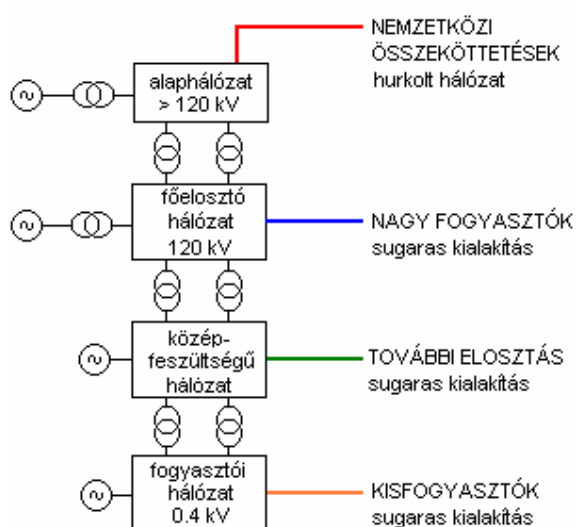 NEMZETKÖZI
ÖSSZEKÖTTETÉSEK
hurkolt hálózat
alaphálózat
> 120 kV
főelosztó
hálózat
120 kV
NAGY FOGYASZTÓK
sugaras kialakítás
közép-
feszültségű
hálózat
TOVÁBBI ELOSZTÁS
sugaras kialakítás
fogyasztói
hálózat
0.4 kV
KISFOGYASZTÓK
sugaras kialakítás